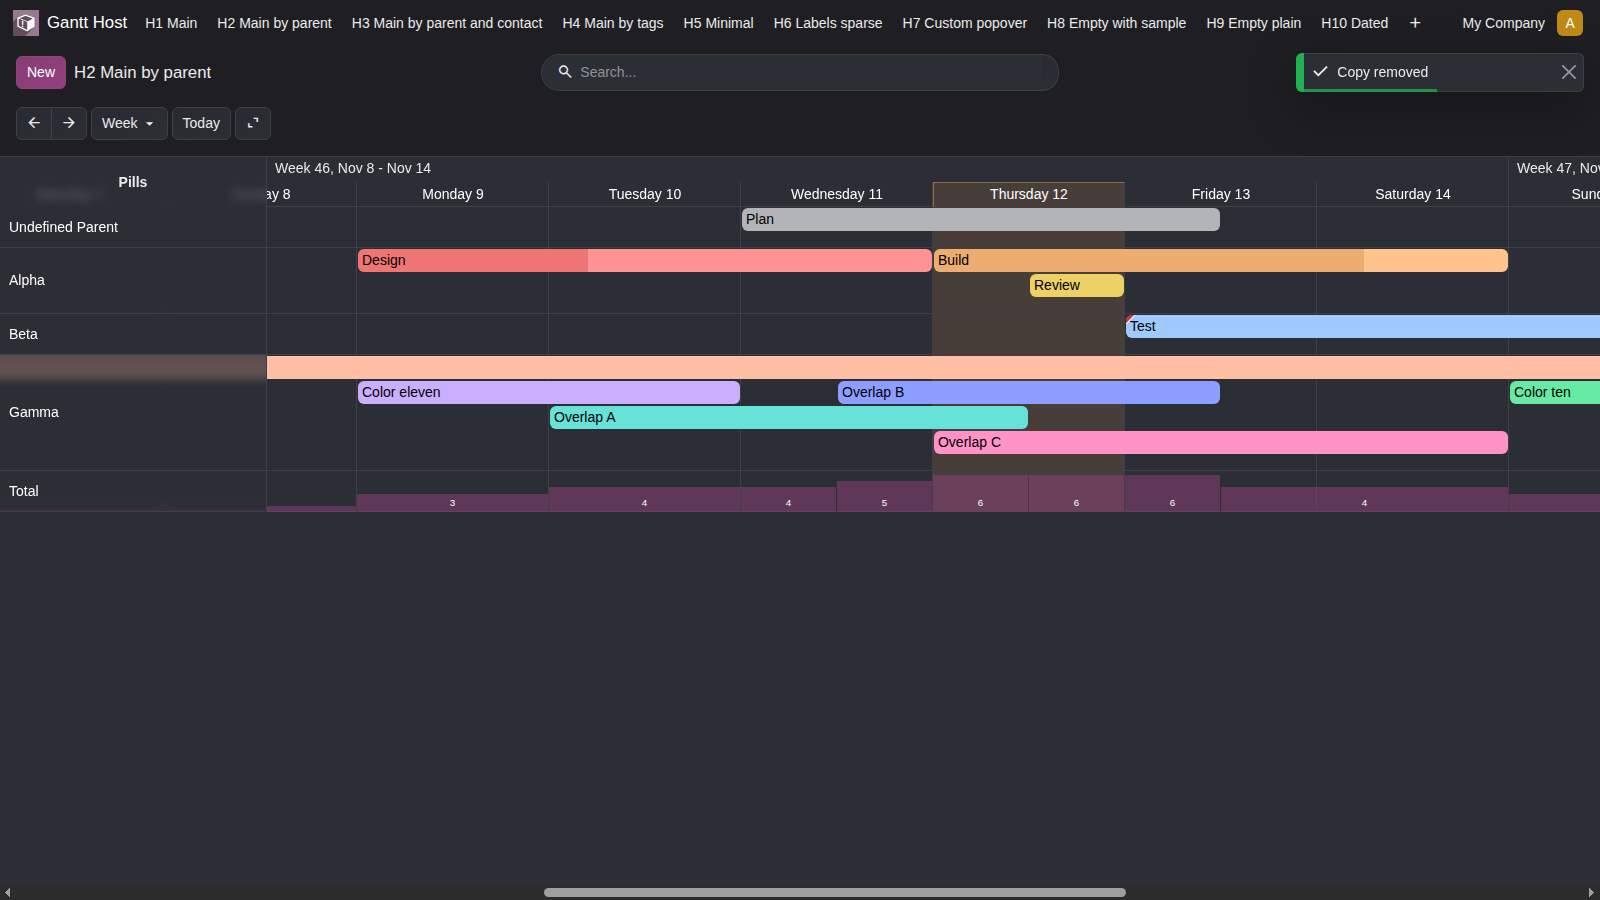 Gantt Host H1 Main H2 Main by parent H3 Main by parent and contact H4 Main by tags H5 Minimal H6 Labels sparse H7 Custom popover H8 Empty with sample H9 Empty plain H10 Dated + My Company A
New H2 Main by parent Search... Copy removed
Week Today
Week 46, Nov 8 - Nov 14 Week 47, Nov
Pills
ay 8 Monday 9 Tuesday 10 Wednesday 11 Thursday 12 Friday 13 Saturday 14 Sund
Undefined Parent Plan
Design Build
Alpha Review
Beta Test
Color eleven Overlap B Color ten
Gamma Overlap A
Overlap C
Total 3 4 4 5 6 6 6 4